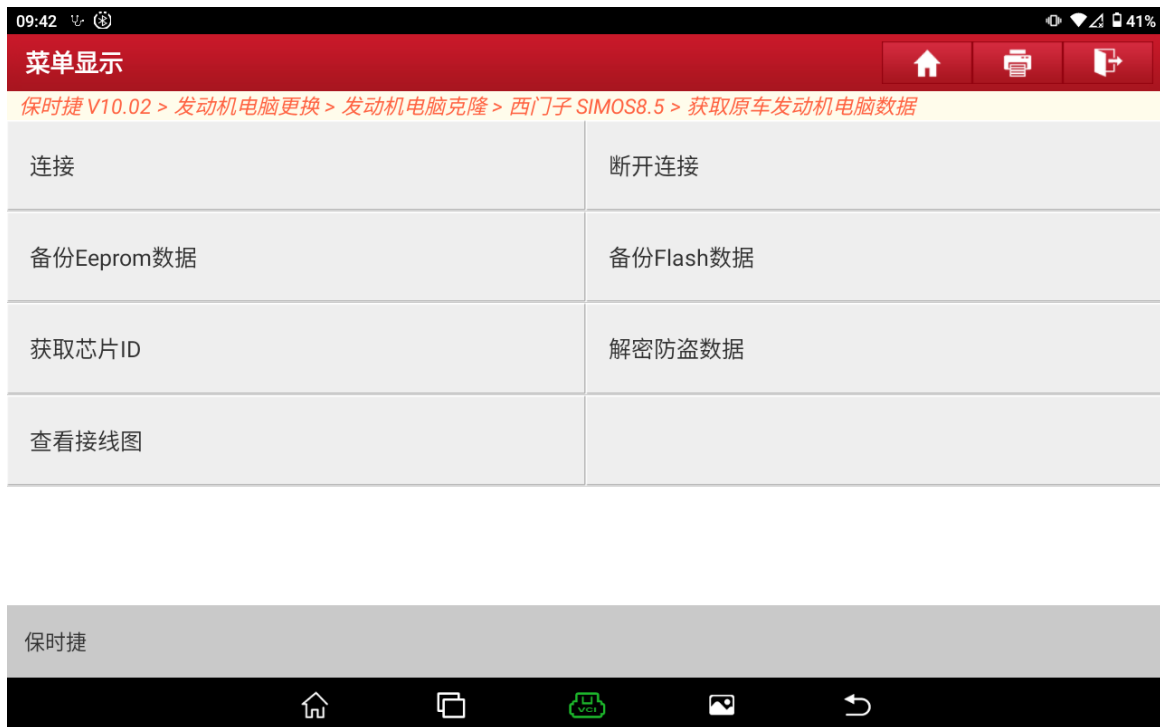 09:42
41%
菜单显示
保时捷 V10.02 > 发动机电脑更换 > 发动机电脑克隆 > 西门子 SIMOS8.5 > 获取原车发动机电脑数据
连接
断开连接
备份Eeprom数据
备份Flash数据
获取芯片ID
解密防盗数据
查看接线图
保时捷
VCI